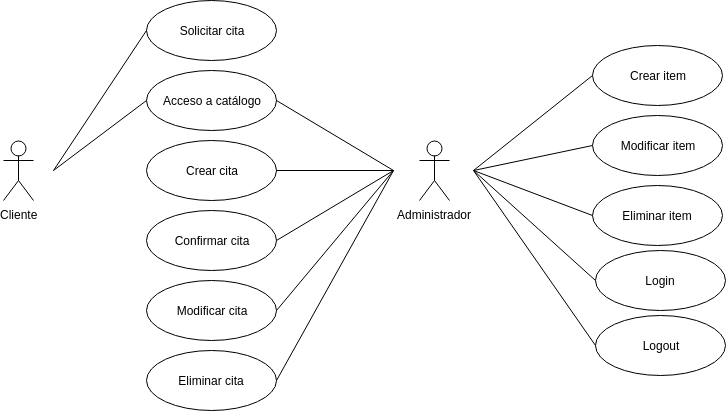 Solicitar cita
Acceso a catálogo
Crear cita
Confirmar cita
Modificar cita
Eliminar cita
Cliente
Administrador
Crear item
Modificar item
Eliminar item
Login
Logout